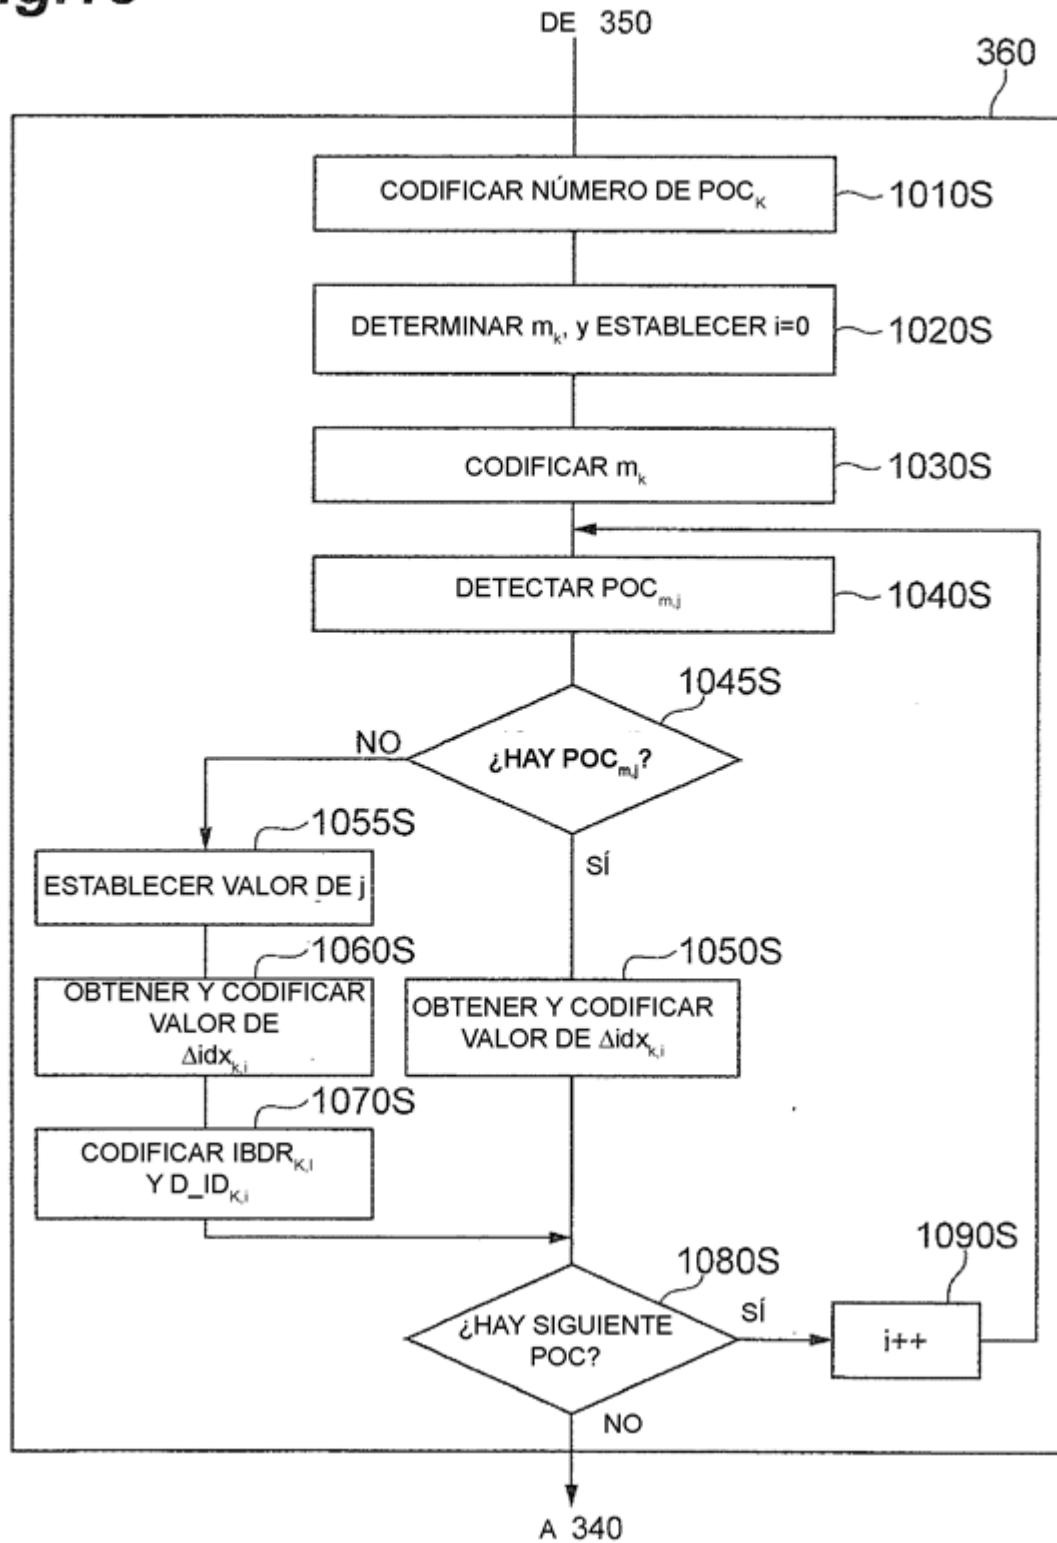 DE 350
360
CODIFICAR NÚMERO DE POC_K
1010S
DETERMINAR m_k, y ESTABLECER i=0
1020S
CODIFICAR m_k
1030S
DETECTAR POC_m,j
1040S
1045S
NO
¿HAY POC_m,j?
1055S
SÍ
ESTABLECER VALOR DE j
1060S
1050S
OBTENER Y CODIFICAR
VALOR DE
Δidx_k,i
OBTENER Y CODIFICAR
VALOR DE Δidx_k,i
1070S
CODIFICAR IBDR_K,I
Y D_ID_K,i
1080S
1090S
¿HAY SIGUIENTE
POC?
SÍ
i++
NO
A 340